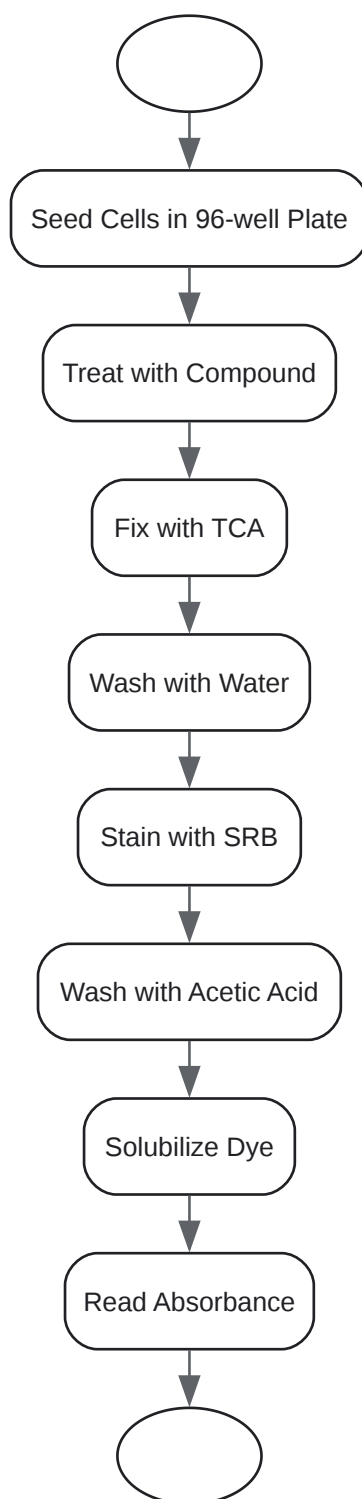 Seed Cells in 96-well Plate
Treat with Compound
Fix with TCA
Wash with Water
Stain with SRB
Wash with Acetic Acid
Solubilize Dye
Read Absorbance